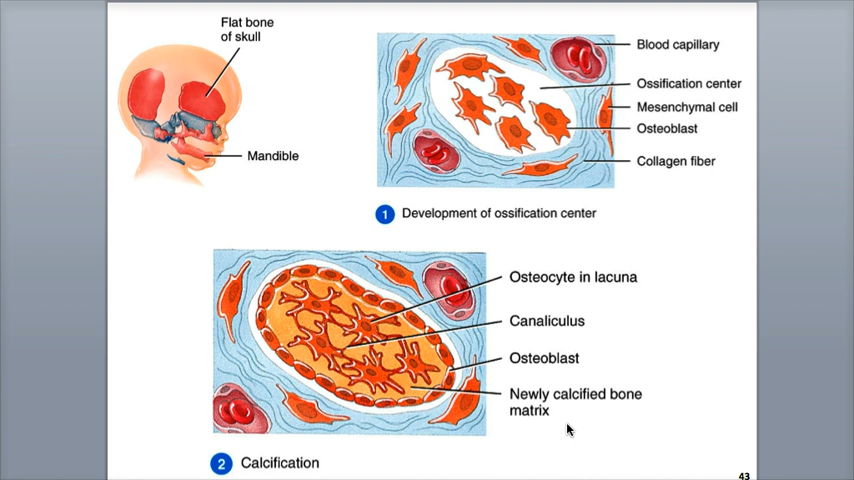 Flat bone
of skull
Mandible
Blood capillary
Ossification center
Mesenchymal cell
Osteoblast
Collagen fiber
1 Development of ossification center
Osteocyte in lacuna
Canaliculus
Osteoblast
Newly calcified bone
matrix
2 Calcification
43